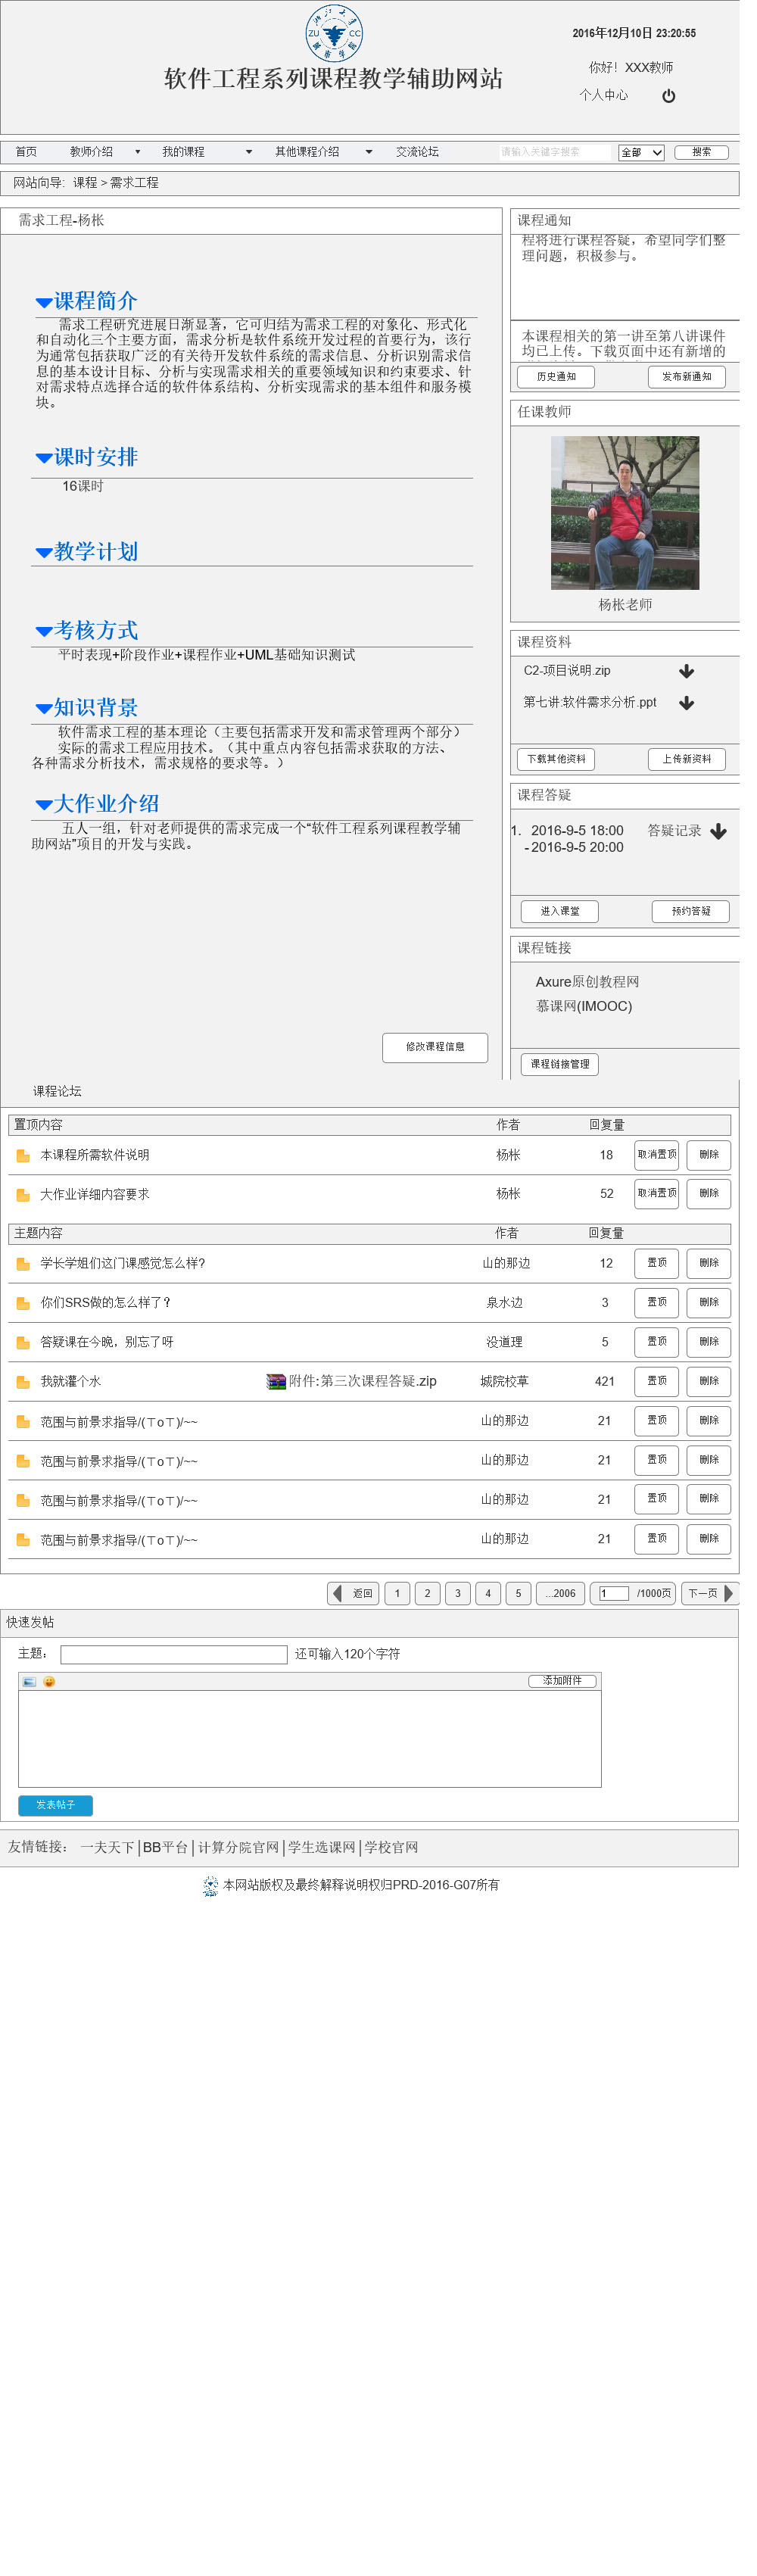 浙江大学
ZU CC
城市学院
软件工程系列课程教学辅助网站
2016年12月10日 23:20:55
你好！XXX教师
个人中心
首页 教师介绍 我的课程 其他课程介绍 交流论坛 请输入关键字搜索 全部 搜索
网站向导: 课程 > 需求工程
需求工程-杨枨
课程简介
需求工程研究进展日渐显著，它可归结为需求工程的对象化、形式化
和自动化三个主要方面，需求分析是软件系统开发过程的首要行为，该行
为通常包括获取广泛的有关待开发软件系统的需求信息、分析识别需求信
息的基本设计目标、分析与实现需求相关的重要领域知识和约束要求、针
对需求特点选择合适的软件体系结构、分析实现需求的基本组件和服务模
块。
课时安排
16课时
教学计划
考核方式
平时表现+阶段作业+课程作业+UML基础知识测试
知识背景
软件需求工程的基本理论（主要包括需求开发和需求管理两个部分）
实际的需求工程应用技术。（其中重点内容包括需求获取的方法、
各种需求分析技术，需求规格的要求等。）
大作业介绍
五人一组，针对老师提供的需求完成一个“软件工程系列课程教学辅
助网站”项目的开发与实践。
修改课程信息
课程通知
程将进行课程答疑，希望同学们整
理问题，积极参与。
本课程相关的第一讲至第八讲课件
均已上传。下载页面中还有新增的
历史通知 发布新通知
任课教师
杨枨老师
课程资料
C2-项目说明.zip
第七讲:软件需求分析.ppt
下载其他资料 上传新资料
课程答疑
1. 2016-9-5 18:00 答疑记录
- 2016-9-5 20:00
进入课堂 预约答疑
课程链接
Axure原创教程网
慕课网(IMOOC)
课程链接管理
课程论坛
置顶内容 作者 回复量
本课程所需软件说明 杨枨 18 取消置顶 删除
大作业详细内容要求 杨枨 52 取消置顶 删除
主题内容 作者 回复量
学长学姐们这门课感觉怎么样? 山的那边 12 置顶 删除
你们SRS做的怎么样了？ 泉水边 3 置顶 删除
答疑课在今晚，别忘了呀 没道理 5 置顶 删除
我就灌个水 附件:第三次课程答疑.zip 城院校草 421 置顶 删除
范围与前景求指导/(ㄒoㄒ)/~~ 山的那边 21 置顶 删除
范围与前景求指导/(ㄒoㄒ)/~~ 山的那边 21 置顶 删除
范围与前景求指导/(ㄒoㄒ)/~~ 山的那边 21 置顶 删除
范围与前景求指导/(ㄒoㄒ)/~~ 山的那边 21 置顶 删除
返回 1 2 3 4 5 ...2006 1 /1000页 下一页
快速发帖
主题： 还可输入120个字符
添加附件
发表帖子
友情链接： 一夫天下|BB平台|计算分院官网|学生选课网|学校官网
本网站版权及最终解释说明权归PRD-2016-G07所有